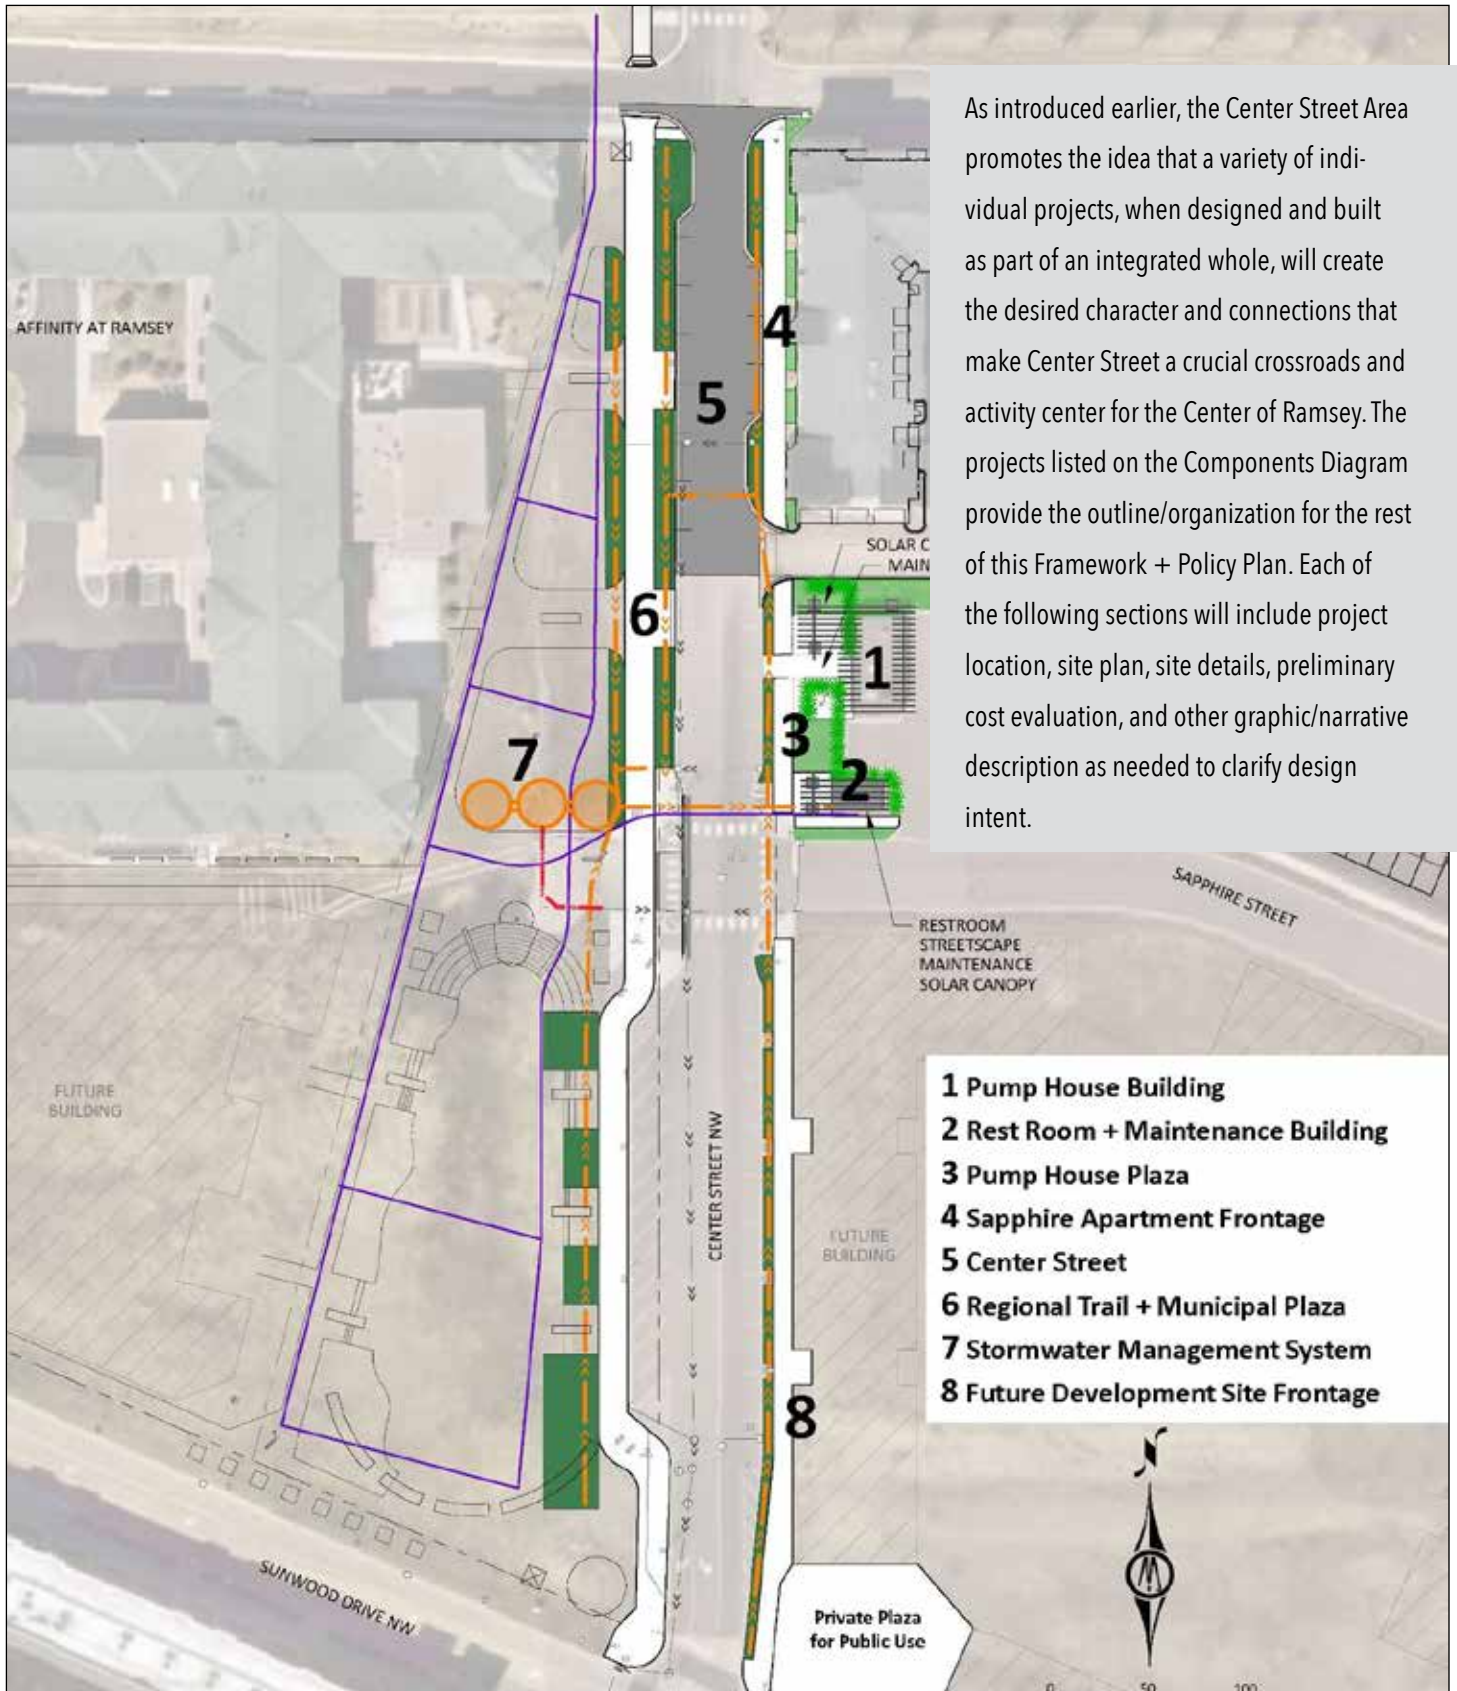 As introduced earlier, the Center Street Area
promotes the idea that a variety of indi-
vidual projects, when designed and built
as part of an integrated whole, will create
the desired character and connections that
make Center Street a crucial crossroads and
activity center for the Center of Ramsey. The
projects listed on the Components Diagram
provide the outline/organization for the rest
of this Framework + Policy Plan. Each of
the following sections will include project
location, site plan, site details, preliminary
cost evaluation, and other graphic/narrative
description as needed to clarify design
intent.
AFFINITY AT RAMSEY
4
5
SOLAR C
MAIN
6
1
3
7
2
SAPPHIRE STREET
RESTROOM
STREETSCAPE
MAINTENANCE
SOLAR CANOPY
FUTURE
BUILDING
CENTER STREET NW
FUTURE
BUILDING
1 Pump House Building
2 Rest Room + Maintenance Building
3 Pump House Plaza
4 Sapphire Apartment Frontage
5 Center Street
6 Regional Trail + Municipal Plaza
7 Stormwater Management System
8 Future Development Site Frontage
8
N
SUNWOOD DRIVE NW
Private Plaza
for Public Use
0 50 100